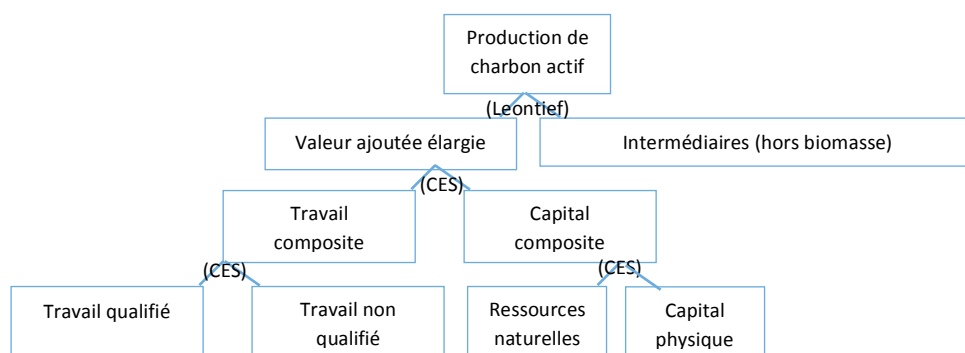 Production de
charbon actif
(Leontief)
Valeur ajoutée élargie
Intermédiaires (hors biomasse)
(CES)
Travail
composite
Capital
composite
(CES)
(CES)
Travail qualifié
Travail non
qualifié
Ressources
naturelles
Capital
physique